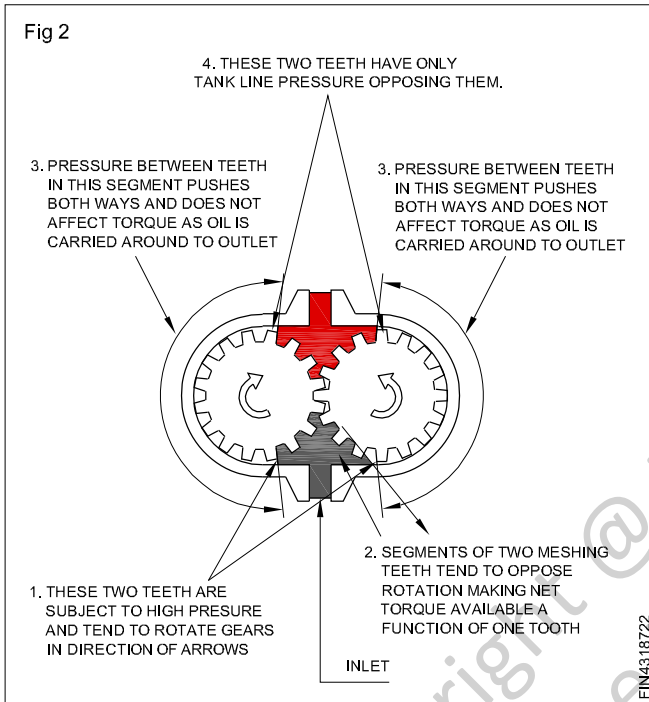 Fig 2
4. THESE TWO TEETH HAVE ONLY
TANK LINE PRESSURE OPPOSING THEM.
3. PRESSURE BETWEEN TEETH
IN THIS SEGMENT PUSHES
BOTH WAYS AND DOES NOT
AFFECT TORQUE AS OIL IS
CARRIED AROUND TO OUTLET
3. PRESSURE BETWEEN TEETH
IN THIS SEGMENT PUSHES
BOTH WAYS AND DOES NOT
AFFECT TORQUE AS OIL IS
CARRIED AROUND TO OUTLET
1. THESE TWO TEETH ARE
SUBJECT TO HIGH PRESURE
AND TEND TO ROTATE GEARS
IN DIRECTION OF ARROWS
2. SEGMENTS OF TWO MESHING
TEETH TEND TO OPPOSE
ROTATION MAKING NET
TORQUE AVAILABLE A
FUNCTION OF ONE TOOTH
INLET
FIN4318722
right @